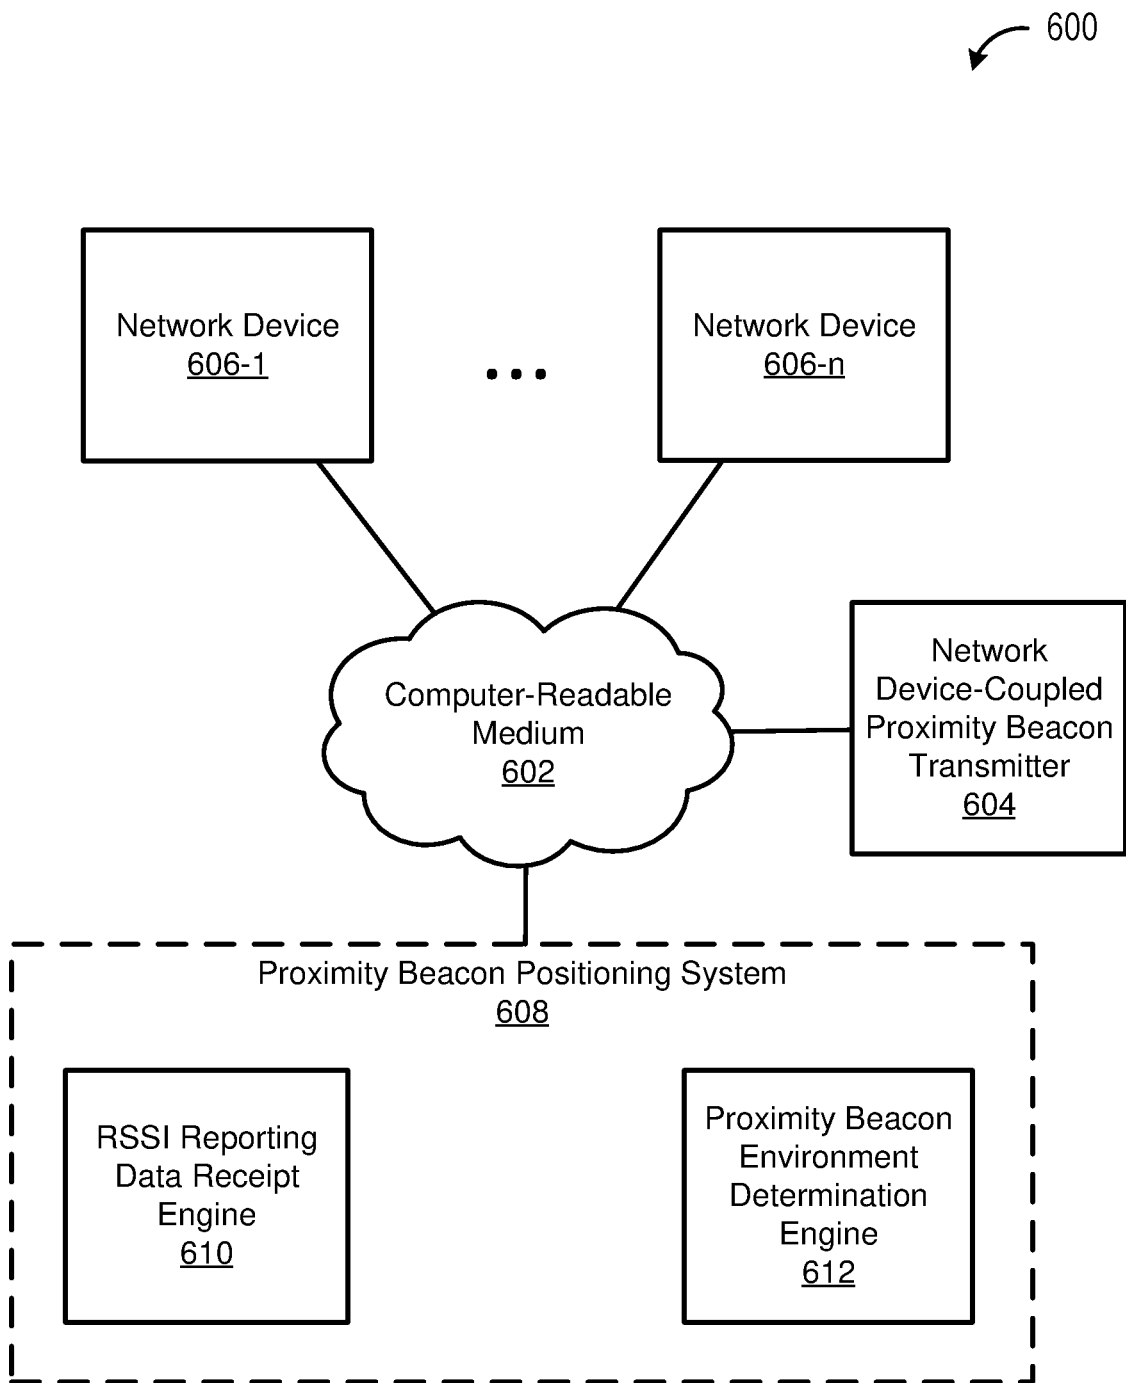 600
Network Device
606-1
...
Network Device
606-n
Computer-Readable
Medium
602
Network
Device-Coupled
Proximity Beacon
Transmitter
604
Proximity Beacon Positioning System
608
RSSI Reporting
Data Receipt
Engine
610
Proximity Beacon
Environment
Determination
Engine
612